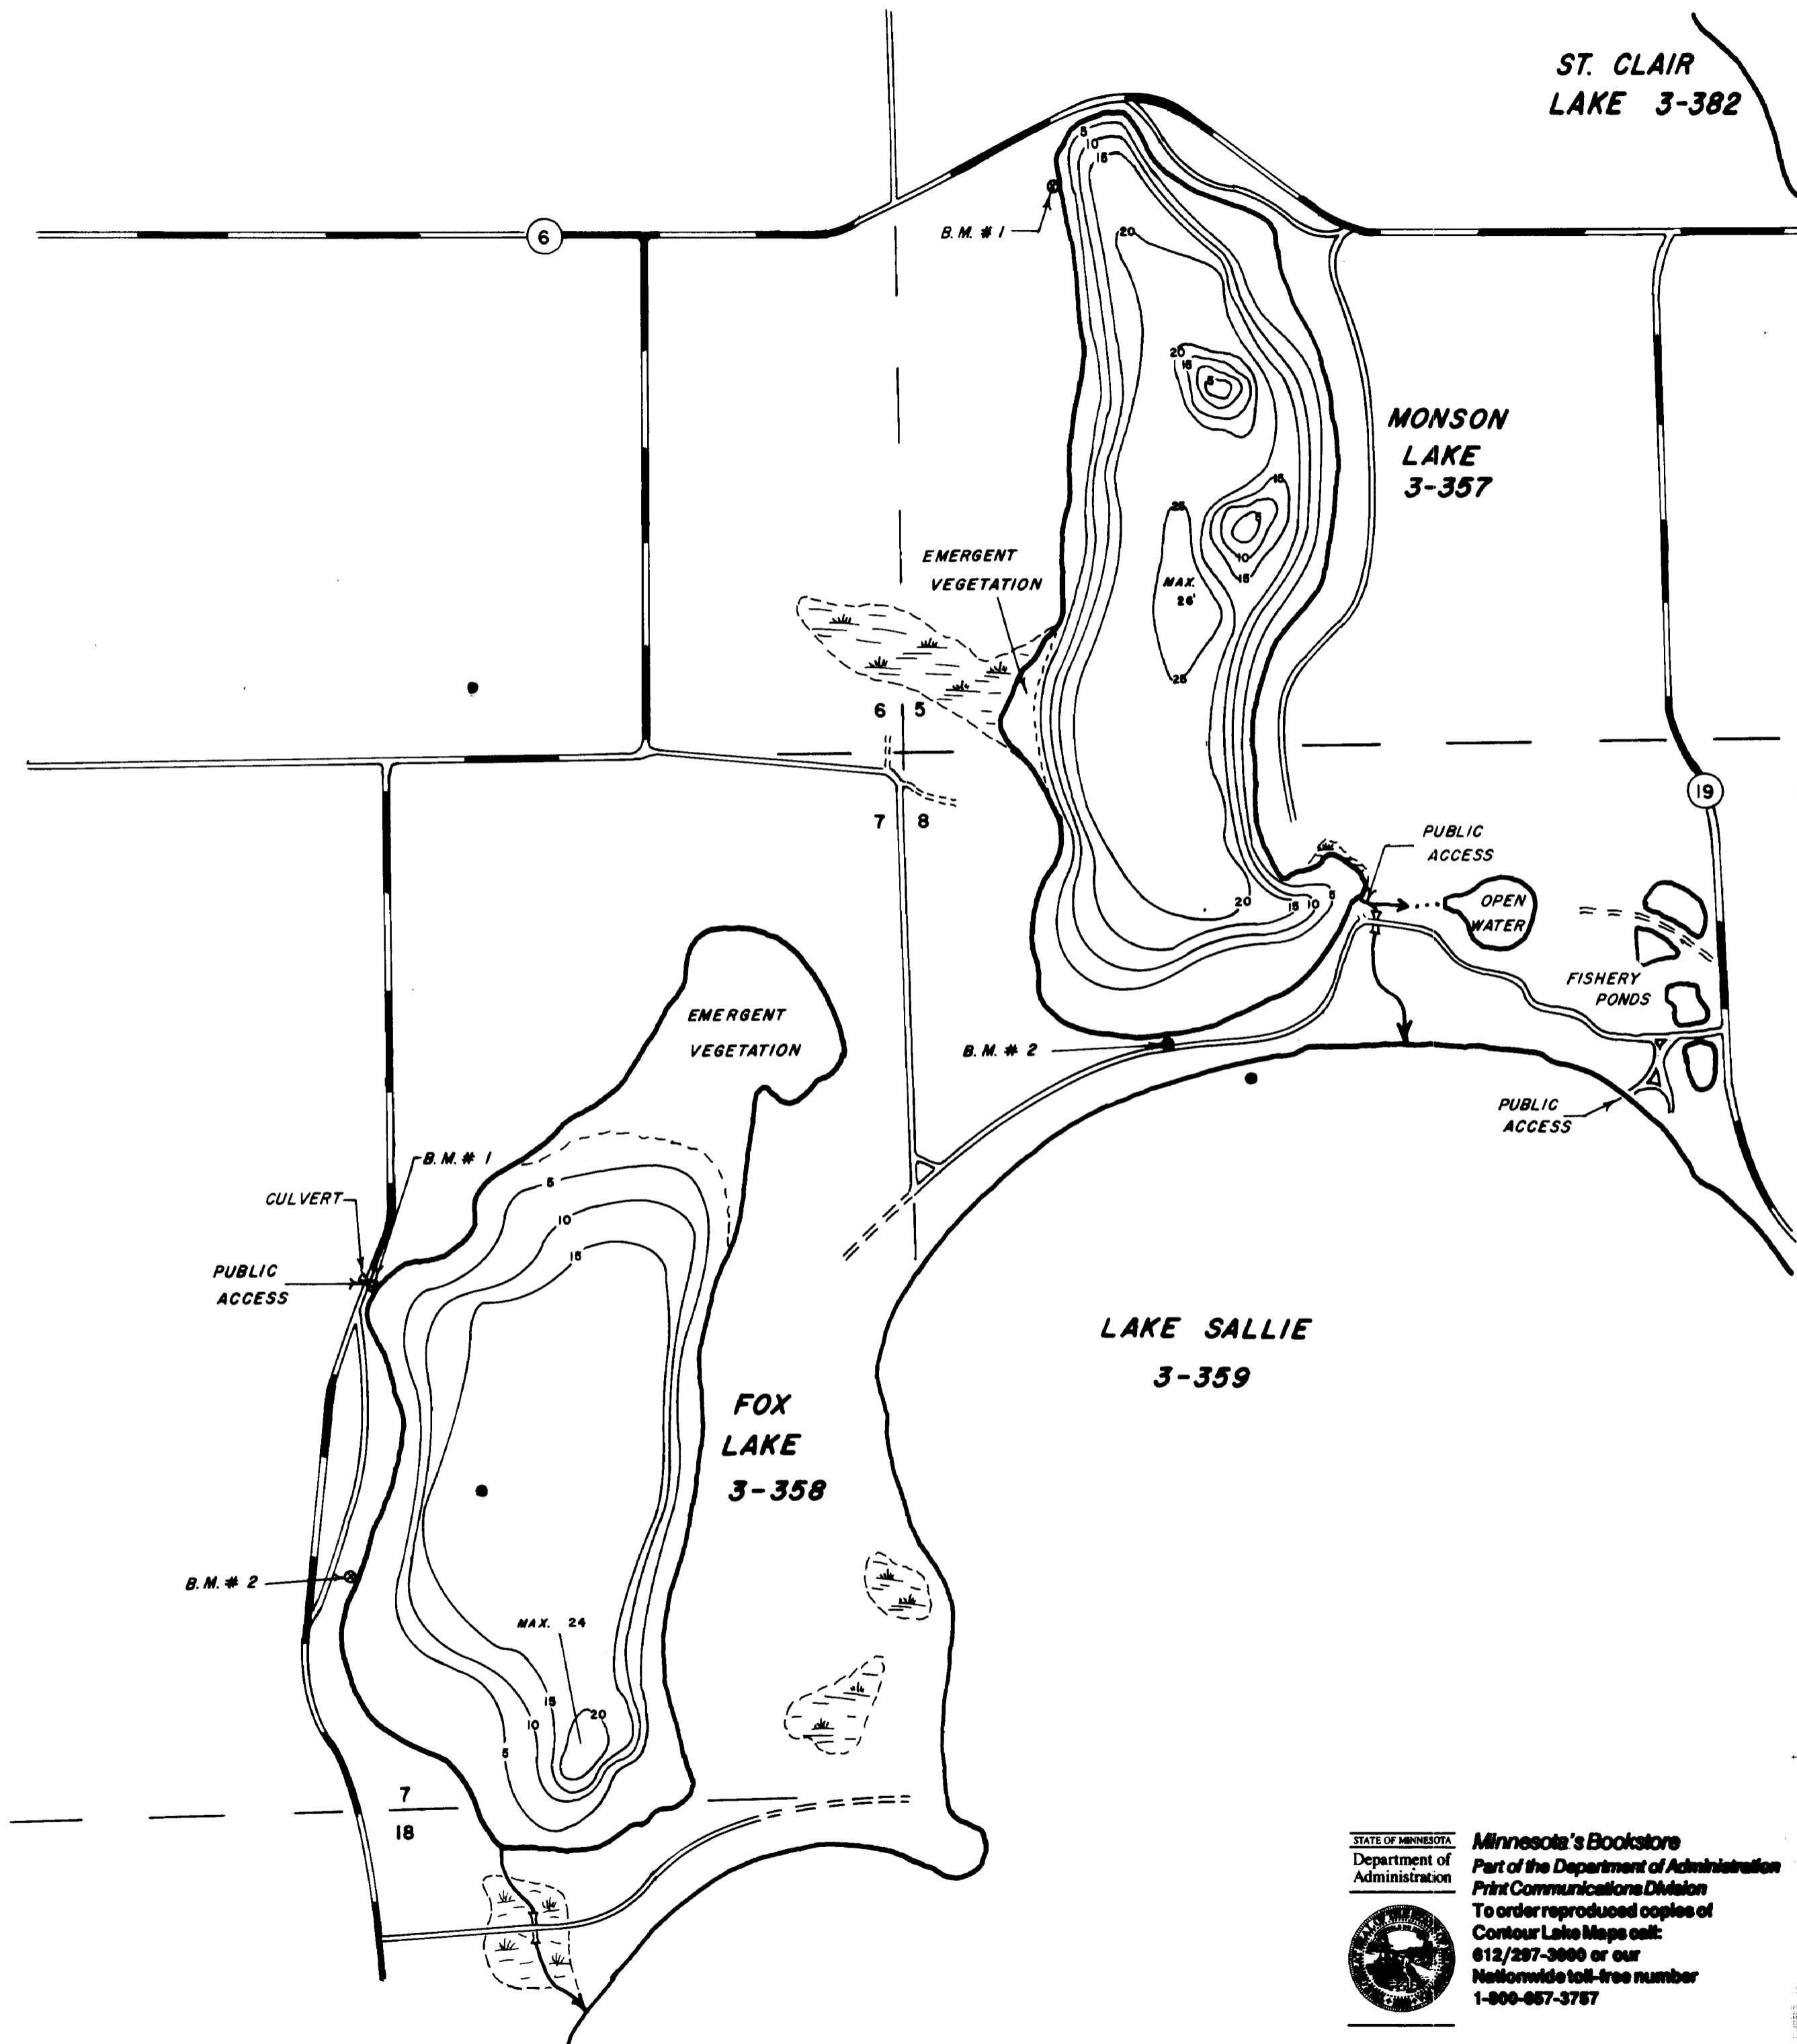 ST. CLAIR
LAKE 3-382
5
10
15
B.M. # 1
6
20
20
15
5
MONSON
LAKE
3-357
15
25
5
EMERGENT
VEGETATION
10
15
MAX.
26'
25
6 5
19
7 8
PUBLIC
ACCESS
20
15 10 5
OPEN
WATER
FISHERY
PONDS
EMERGENT
VEGETATION
B.M. # 2
PUBLIC
ACCESS
B.M. # 1
CULVERT
5
10
15
PUBLIC
ACCESS
LAKE SALLIE
3-359
FOX
LAKE
3-358
B.M. # 2
MAX. 24
15
20
10
5
7
18
STATE OF MINNESOTA
Department of
Administration
Minnesota's Bookstore
Part of the Department of Administration
Print Communications Division
To order reproduced copies of
Contour Lake Maps call:
612/297-3000 or our
Nationwide toll-free number
1-800-657-3757